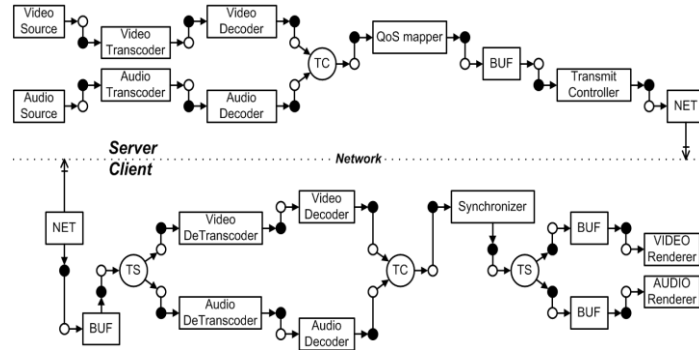 Video
Source
Video
Transcoder
Video
Decoder
Audio
Source
Audio
Transcoder
Audio
Decoder
TC
QoS mapper
BUF
Transmit
Controller
NET
Server
Client
Network
NET
BUF
TS
Video
DeTranscoder
Video
Decoder
Audio
DeTranscoder
Audio
Decoder
TC
Synchronizer
TS
BUF
VIDEO
Renderer
BUF
AUDIO
Renderer